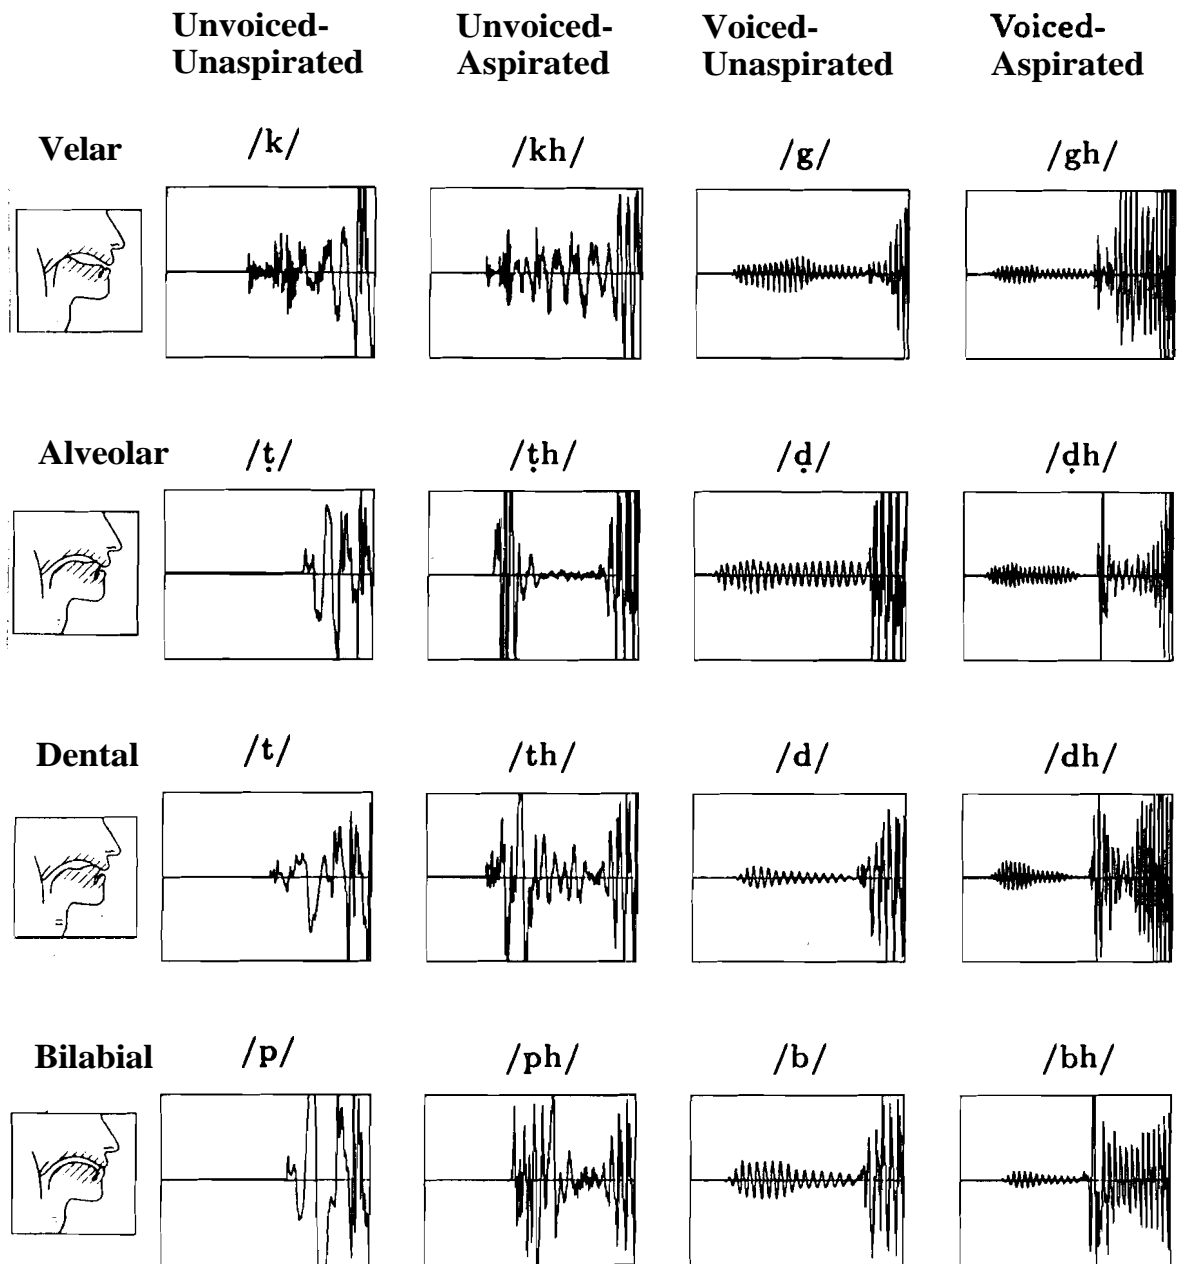 Unvoiced- Unvoiced- Voiced- Voiced-
Unaspirated Aspirated Unaspirated Aspirated
Velar /k/ /kh/ /g/ /gh/
Alveolar /ṭ/ /ṭh/ /ḍ/ /ḍh/
Dental /t/ /th/ /d/ /dh/
Bilabial /p/ /ph/ /b/ /bh/